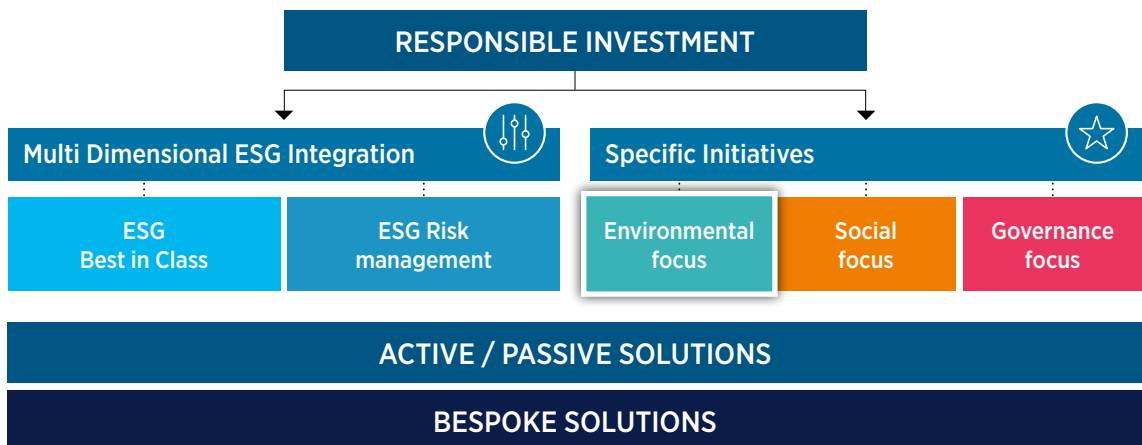 RESPONSIBLE INVESTMENT
Multi Dimensional ESG Integration
Specific Initiatives
ESG
Best in Class
ESG Risk
management
Environmental
focus
Social
focus
Governance
focus
ACTIVE / PASSIVE SOLUTIONS
BESPOKE SOLUTIONS